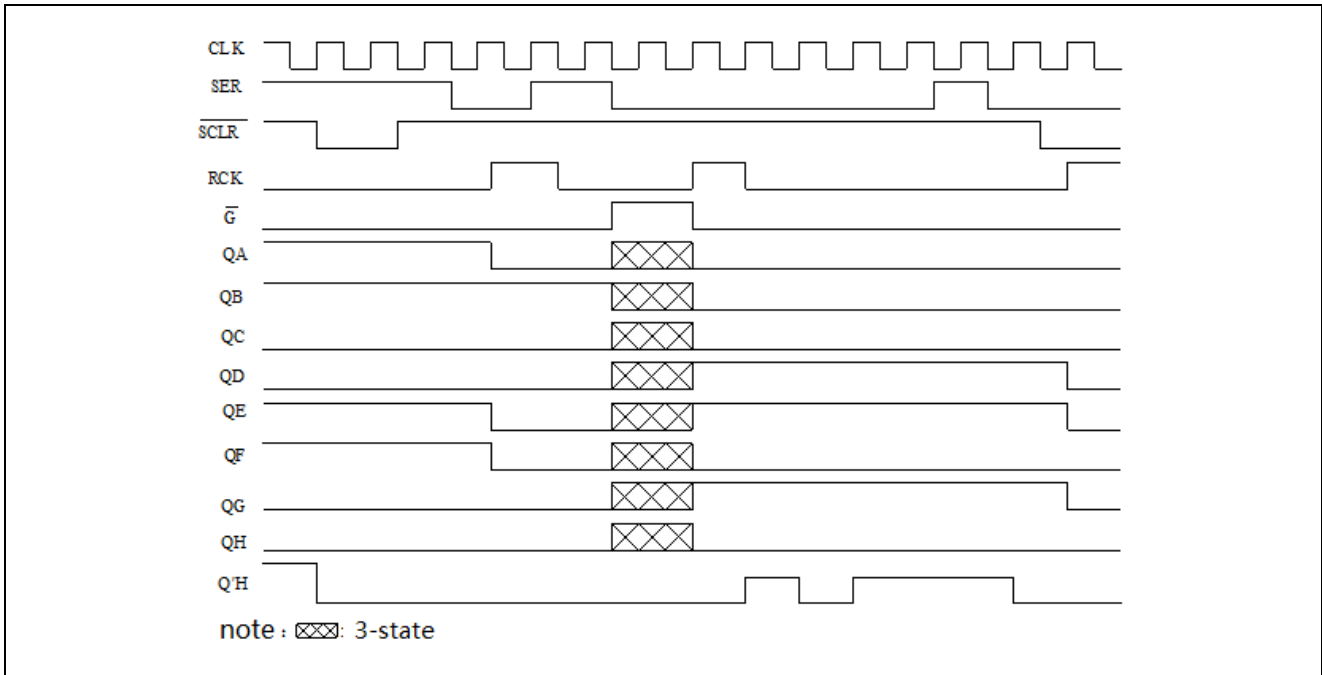 CLK
SER
SCLR
RCK
G
QA
QB
QC
QD
QE
QF
QG
QH
Q'H
note : : 3-state